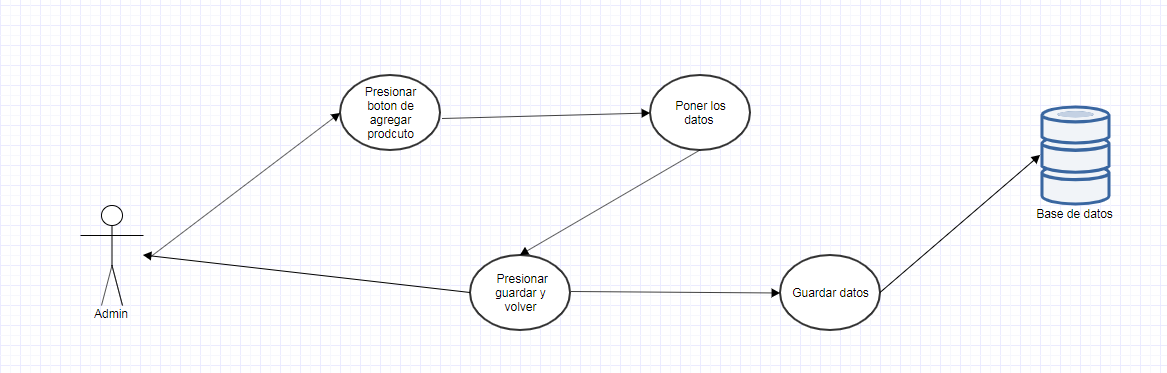 Presionar
boton de
agregar
prodcuto
Poner los
datos
Base de datos
Presionar
guardar y
volver
Guardar datos
Admin